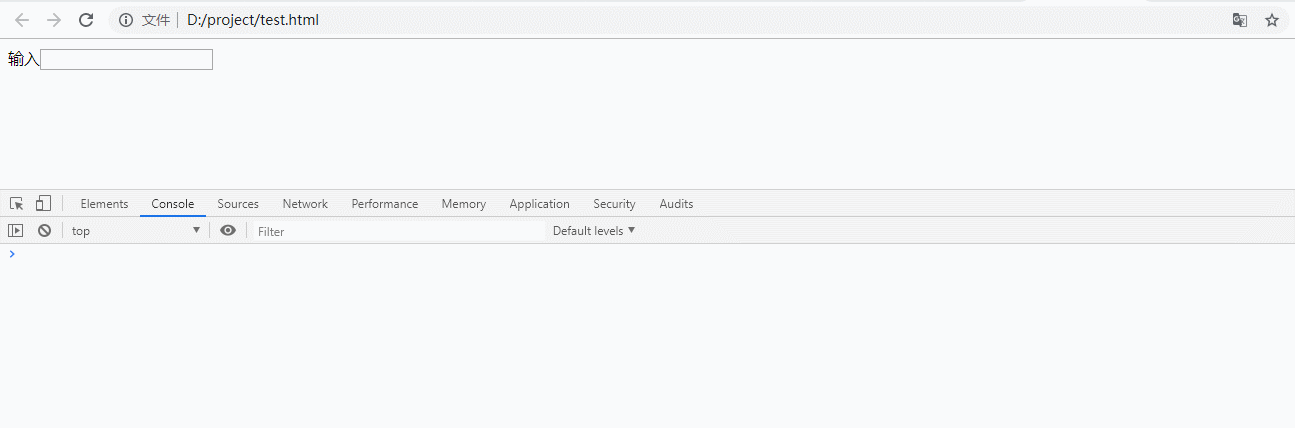 文件 D:/project/test.html
输入
Elements Console Sources Network Performance Memory Application Security Audits
top Filter Default levels